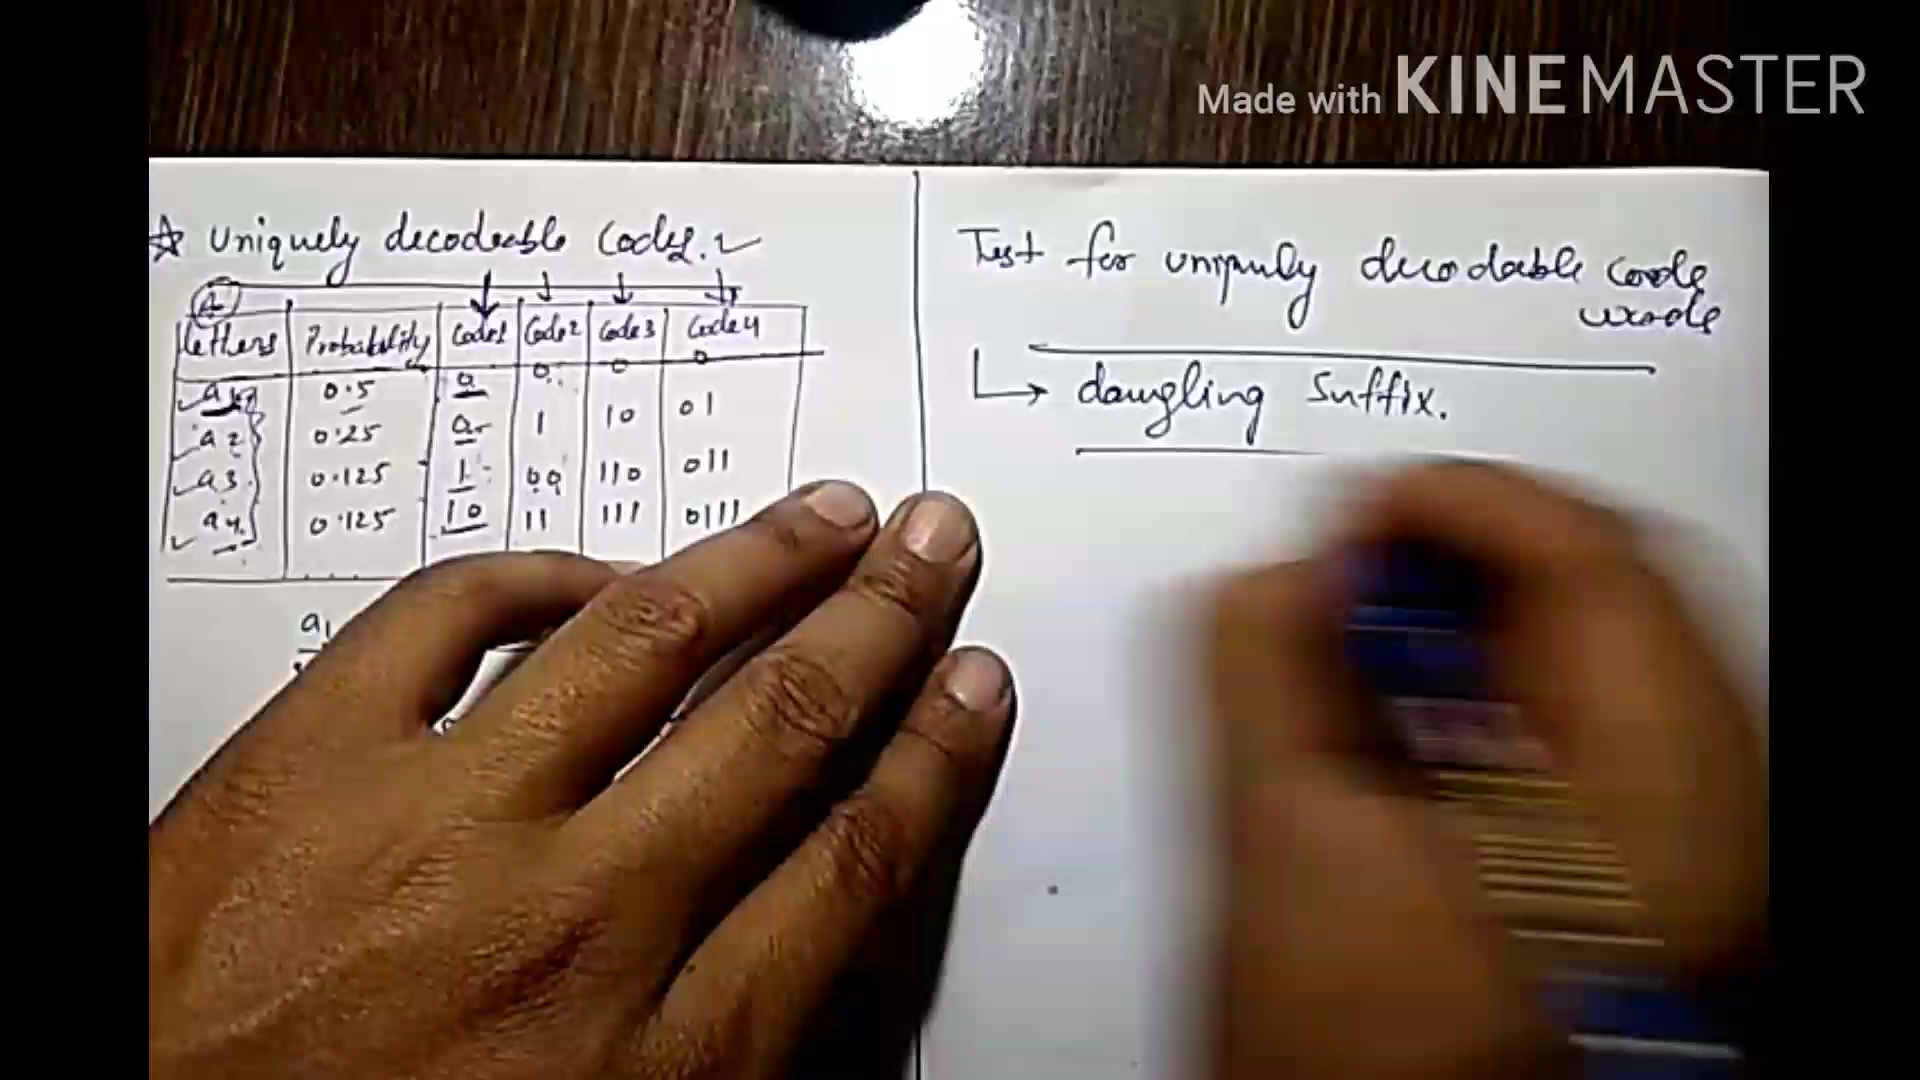 Made with KINEMASTER
☆ Uniquely decodeable Codes.
A
letters Probability Code1 Code2 Code3 Code4
a1 0.5 0 0 0 0
a2 0.25 0 1 10 01
a3 0.125 1 00 110 011
a4 0.125 10 11 111 0111
a1
Test for uniquely decodable code
words
↳ dangling Suffix.